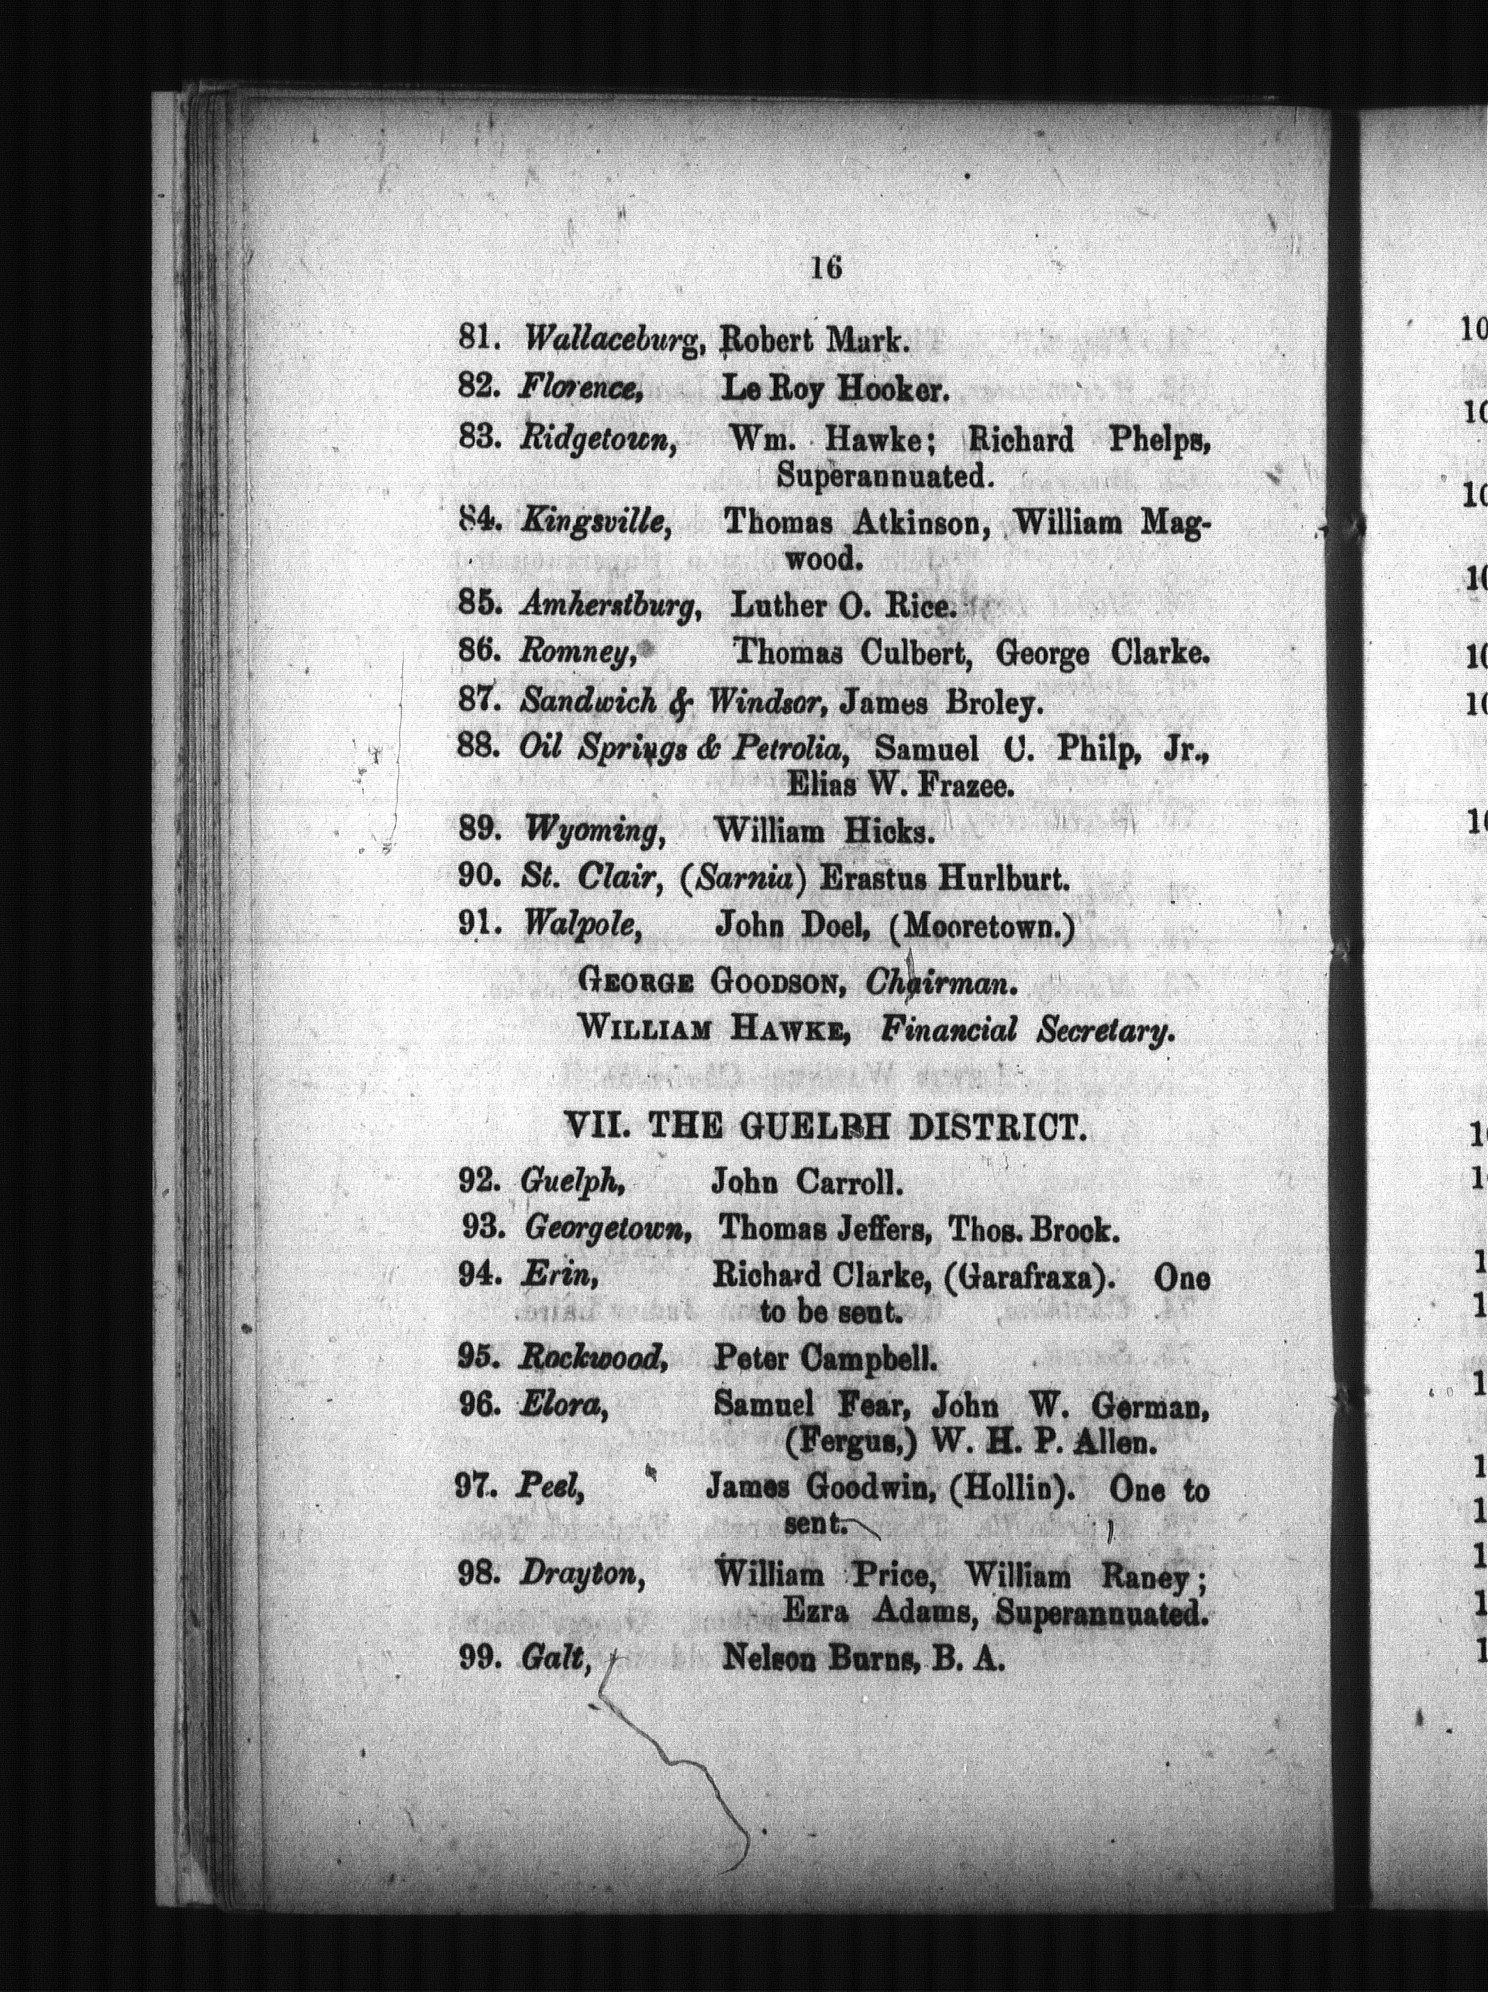 16
81. Wallaceburg, Robert Mark.
82. Florence, Le Roy Hooker.
83. Ridgetown, Wm. Hawke; Richard Phelps,
Superannuated.
84. Kingsville, Thomas Atkinson, William Mag-
wood.
85. Amherstburg, Luther O. Rice.
86. Romney, Thomas Culbert, George Clarke.
87. Sandwich & Windsor, James Broley.
88. Oil Springs & Petrolia, Samuel C. Philp, Jr.,
Elias W. Frazee.
89. Wyoming, William Hicks.
90. St. Clair, (Sarnia) Erastus Hurlburt.
91. Walpole, John Doel, (Mooretown.)
GEORGE GOODSON, Chairman.
WILLIAM HAWKE, Financial Secretary.
VII. THE GUELPH DISTRICT.
92. Guelph, John Carroll.
93. Georgetown, Thomas Jeffers, Thos. Brock.
94. Erin, Richard Clarke, (Garafraxa). One
to be sent.
95. Rockwood, Peter Campbell.
96. Elora, Samuel Fear, John W. German,
(Fergus,) W. H. P. Allen.
97. Peel, James Goodwin, (Hollin). One to
sent.
98. Drayton, William Price, William Raney;
Ezra Adams, Superannuated.
99. Galt, Nelson Burns, B. A.